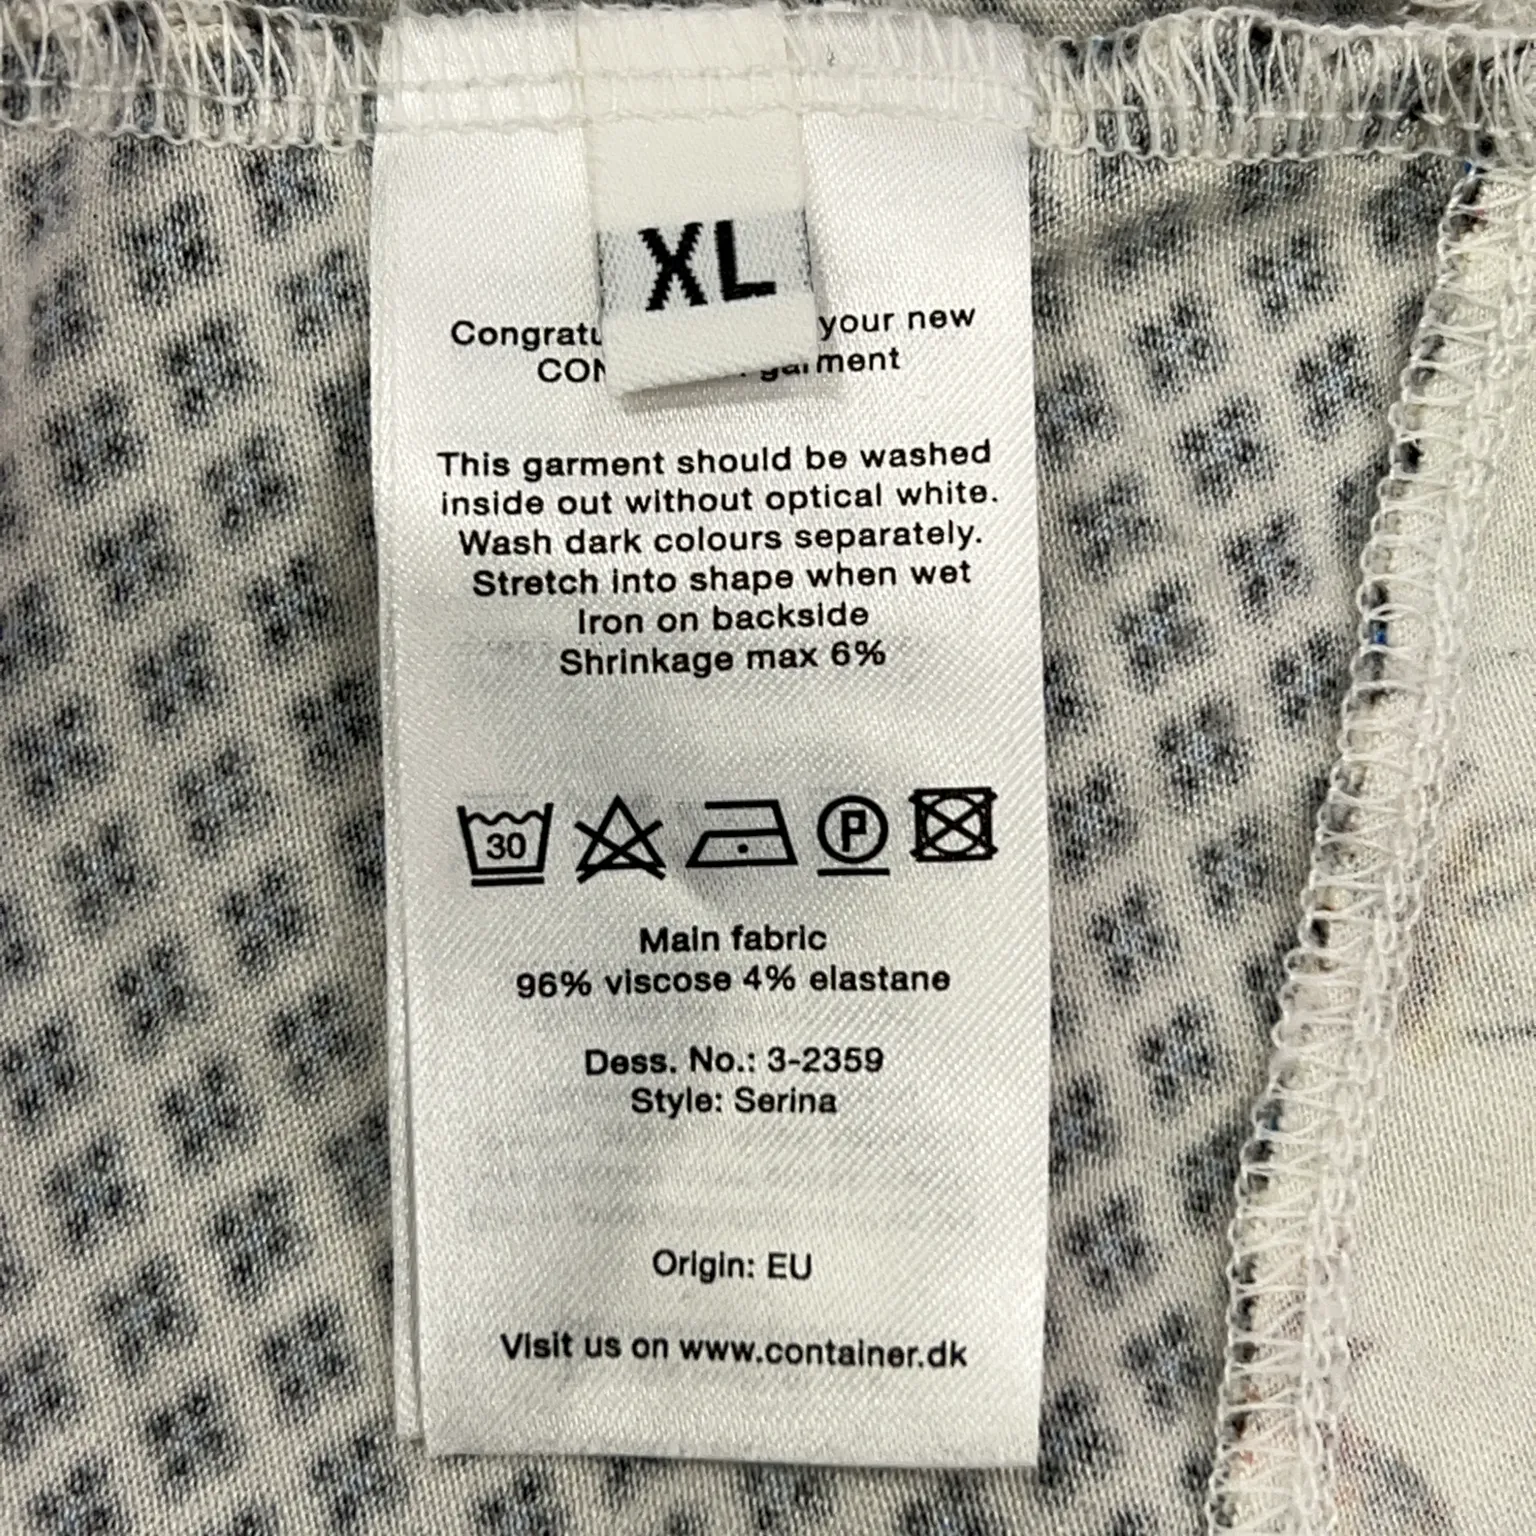 XL
your new
garment
This garment should be washed
inside out without optical white.
Wash dark colours separately.
Stretch into shape when wet
Iron on backside
Shrinkage max 6%
30 P
Main fabric
96% viscose 4% elastane
Dess. No.: 3-2359
Style: Serina
Origin: EU
Visit us on www.container.dk